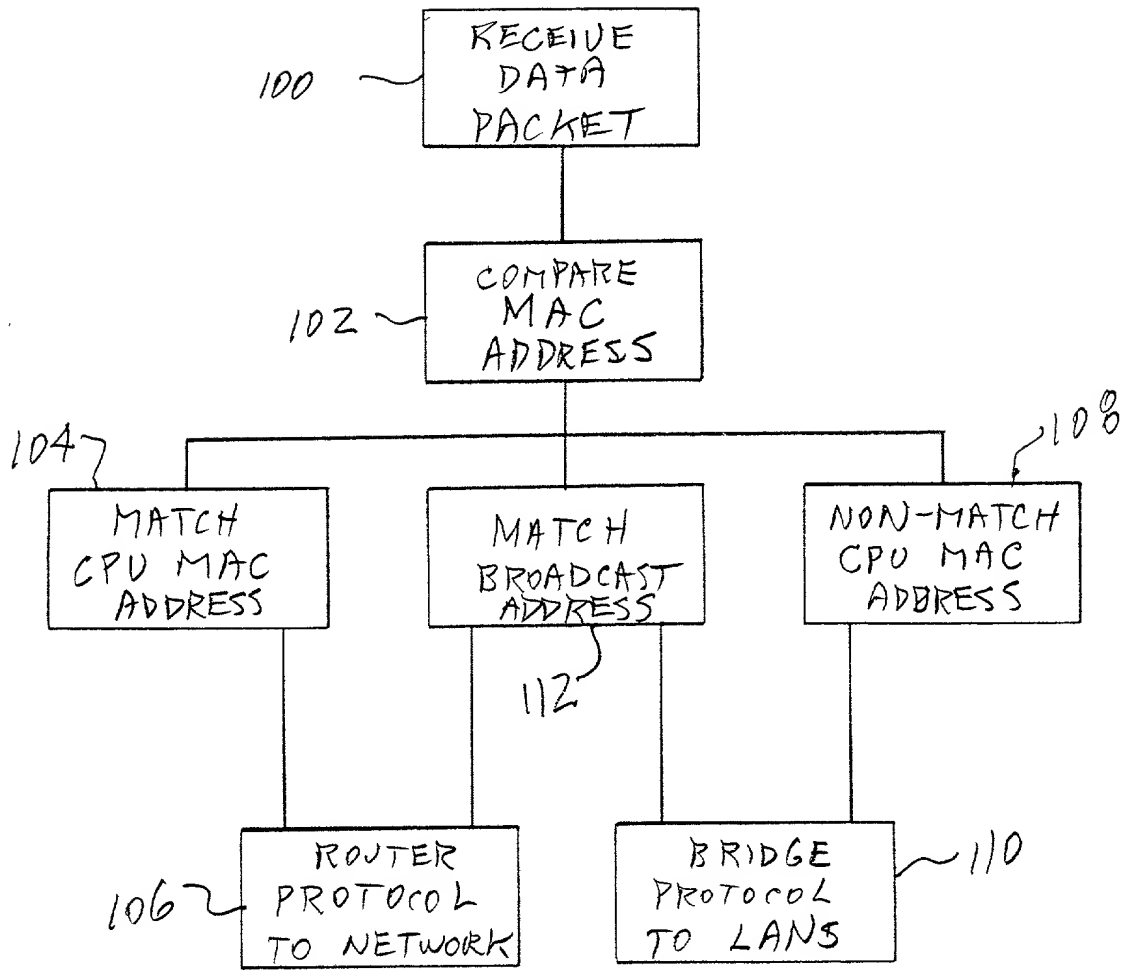 RECEIVE
DATA
PACKET
100
COMPARE
MAC
ADDRESS
102
104
108
MATCH
CPU MAC
ADDRESS
MATCH
BROADCAST
ADDRESS
NON-MATCH
CPU MAC
ADDRESS
112
ROUTER
PROTOCOL
TO NETWORK
106
BRIDGE
PROTOCOL
TO LANS
110